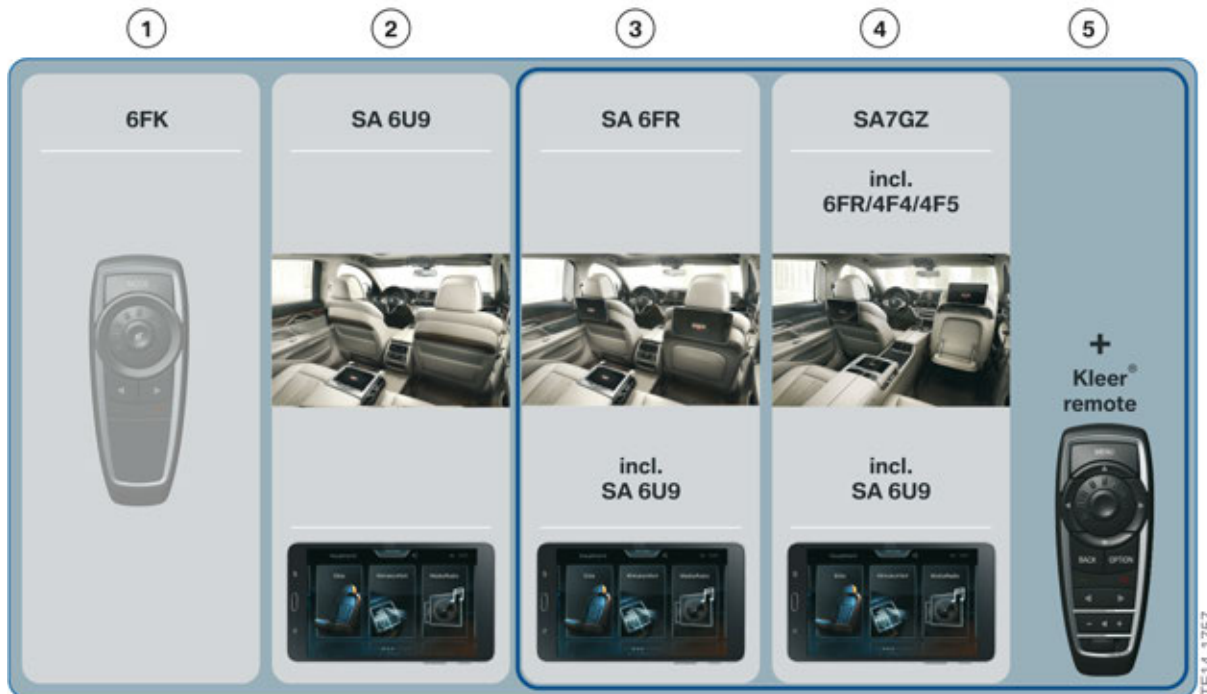 1
2
3
4
5
6FK
SA 6U9
SA 6FR
SA7GZ
incl.
6FR/4F4/4F5
incl.
SA 6U9
incl.
SA 6U9
+
Kleer®
remote
MENU
BACK OPTION